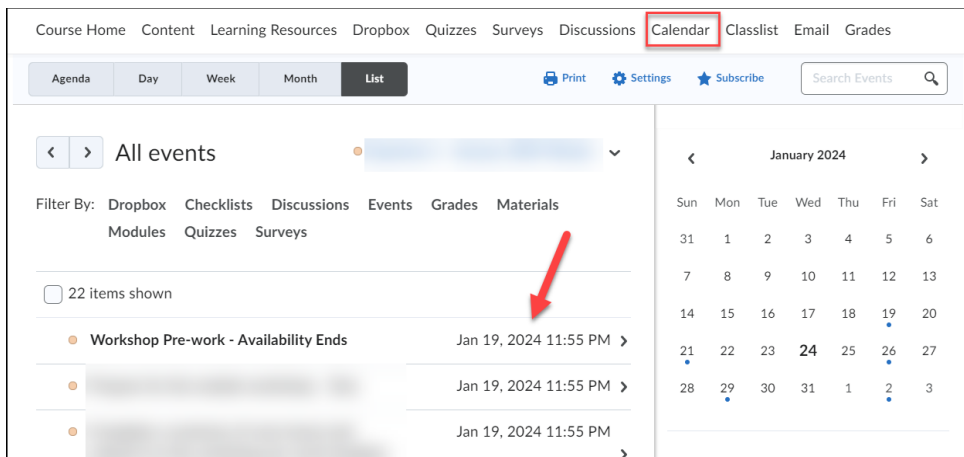 Course Home Content Learning Resources Dropbox Quizzes Surveys Discussions Calendar Classlist Email Grades
Agenda Day Week Month List Print Settings Subscribe Search Events
All events
Filter By: Dropbox Checklists Discussions Events Grades Materials
Modules Quizzes Surveys
22 items shown
Workshop Pre-work - Availability Ends Jan 19, 2024 11:55 PM
Jan 19, 2024 11:55 PM
Jan 19, 2024 11:55 PM
January 2024
Sun Mon Tue Wed Thu Fri Sat
31 1 2 3 4 5 6
7 8 9 10 11 12 13
14 15 16 17 18 19 20
21 22 23 24 25 26 27
28 29 30 31 1 2 3